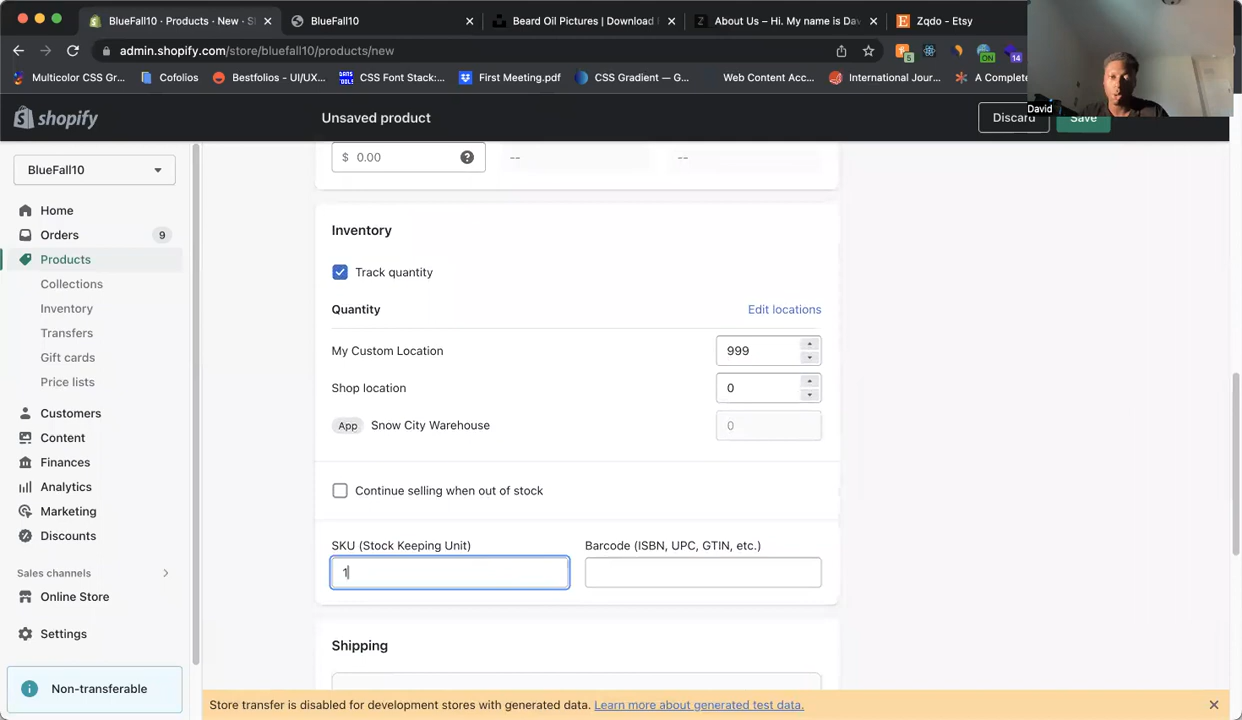 BlueFall10 · Products · New · S
BlueFall10
Beard Oil Pictures | Download
About Us – Hi. My name is Dav
Zqdo - Etsy
admin.shopify.com/store/bluefall10/products/new
5
ON
14
Multicolor CSS Gr...
Cofolios
Bestfolios - UI/UX...
CSS Font Stack:...
First Meeting.pdf
CSS Gradient — G...
Web Content Acc...
International Jour...
A Complete
David
shopify
Unsaved product
Discard
Save
BlueFall10
$ 0.00
--
--
Home
Orders
9
Products
Collections
Inventory
Transfers
Gift cards
Price lists
Customers
Content
Finances
Analytics
Marketing
Discounts
Sales channels
Online Store
Settings
Non-transferable
Inventory
Track quantity
Quantity
Edit locations
My Custom Location
999
Shop location
0
App
Snow City Warehouse
0
Continue selling when out of stock
SKU (Stock Keeping Unit)
Barcode (ISBN, UPC, GTIN, etc.)
1
Shipping
Store transfer is disabled for development stores with generated data. Learn more about generated test data.